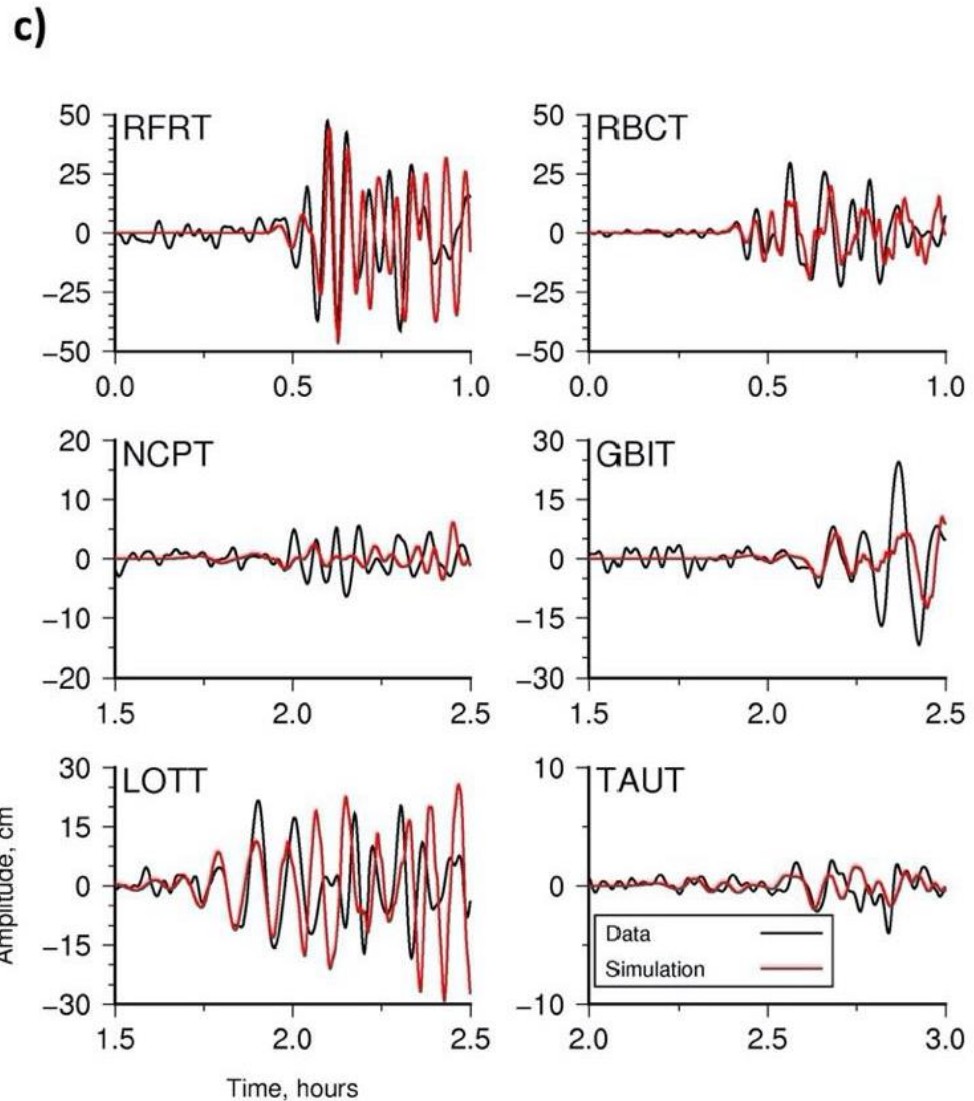 c)
RFRT
50
25
0
−25
−50
0.0 0.5 1.0
RBCT
50
25
0
−25
−50
0.0 0.5 1.0
NCPT
20
10
0
−10
−20
1.5 2.0 2.5
GBIT
30
15
0
−15
−30
1.5 2.0 2.5
LOTT
30
15
0
−15
−30
1.5 2.0 2.5
Amplitude, cm
Time, hours
TAUT
10
0
−10
2.0 2.5 3.0
Data
Simulation